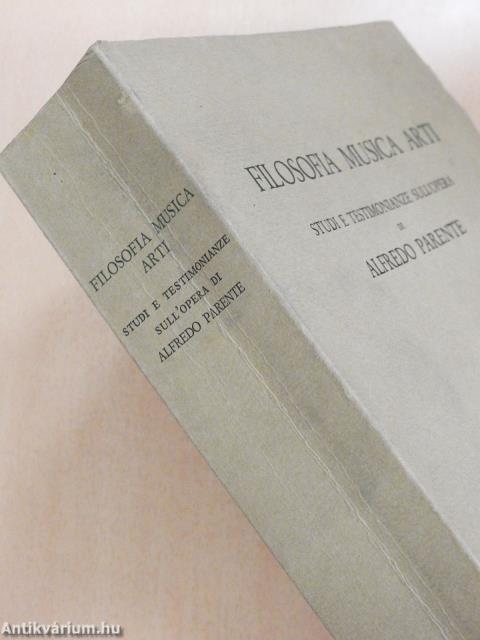 FILOSOFIA MUSICA ARTI
STUDI E TESTIMONIANZE SULL'OPERA
DI
ALFREDO PARENTE
FILOSOFIA MUSICA
ARTI
STUDI E TESTIMONIANZE
SULL'OPERA DI
ALFREDO PARENTE
Antikvárium.hu